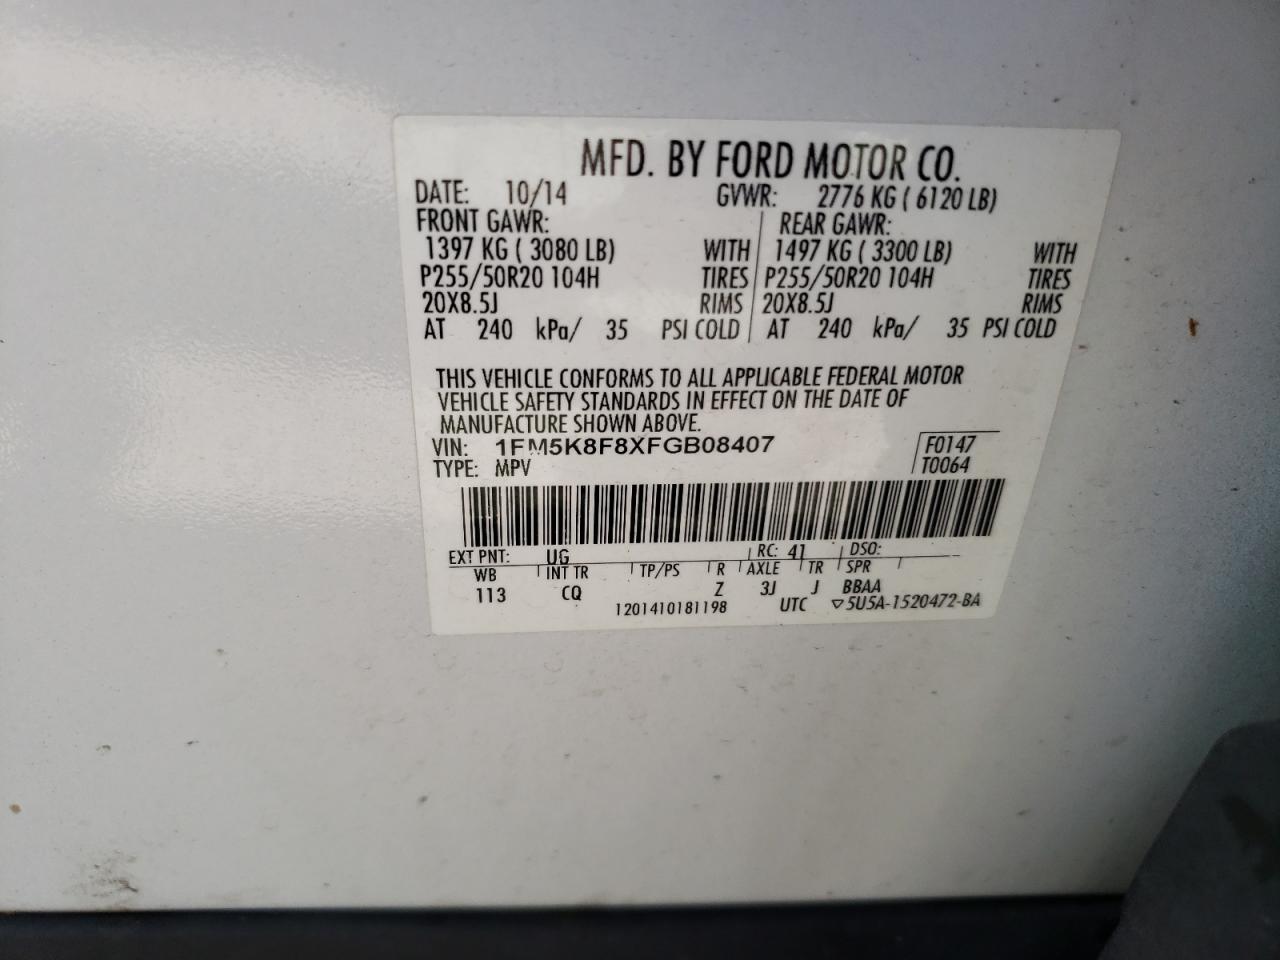 MFD. BY FORD MOTOR CO.
DATE: 10/14 GVWR: 2776 KG ( 6120 LB)
FRONT GAWR: REAR GAWR:
1397 KG ( 3080 LB) WITH 1497 KG ( 3300 LB) WITH
P255/50R20 104H TIRES P255/50R20 104H TIRES
20X8.5J RIMS 20X8.5J RIMS
AT 240 kPa/ 35 PSI COLD AT 240 kPa/ 35 PSI COLD
THIS VEHICLE CONFORMS TO ALL APPLICABLE FEDERAL MOTOR
VEHICLE SAFETY STANDARDS IN EFFECT ON THE DATE OF
MANUFACTURE SHOWN ABOVE.
VIN: 1FM5K8F8XFGB08407 F0147
TYPE: MPV T0064
EXT PNT: UG RC: 41 DSO:
WB INT TR TP/PS R AXLE TR SPR
113 CQ Z 3J J BBAA
1201410181198 UTC ▽5U5A-1520472-BA